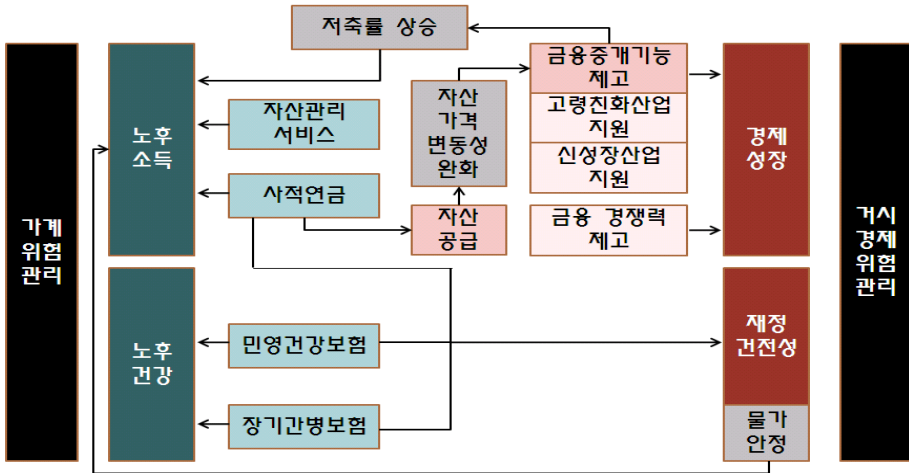 저축률 상승
가계
위험
관리
노후
소득
자산관리
서비스
사적연금
자산
가격
변동성
완화
자산
공급
금융중개기능
제고
고령친화산업
지원
신성장산업
지원
금융 경쟁력
제고
경제
성장
거시
경제
위험
관리
노후
건강
민영건강보험
장기간병보험
재정
건전성
물가
안정